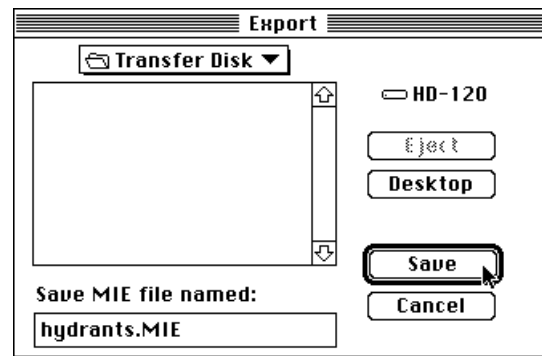 Export
Transfer Disk
HD-120
Eject
Desktop
Save
Cancel
Save MIE file named:
hydrants.MIE